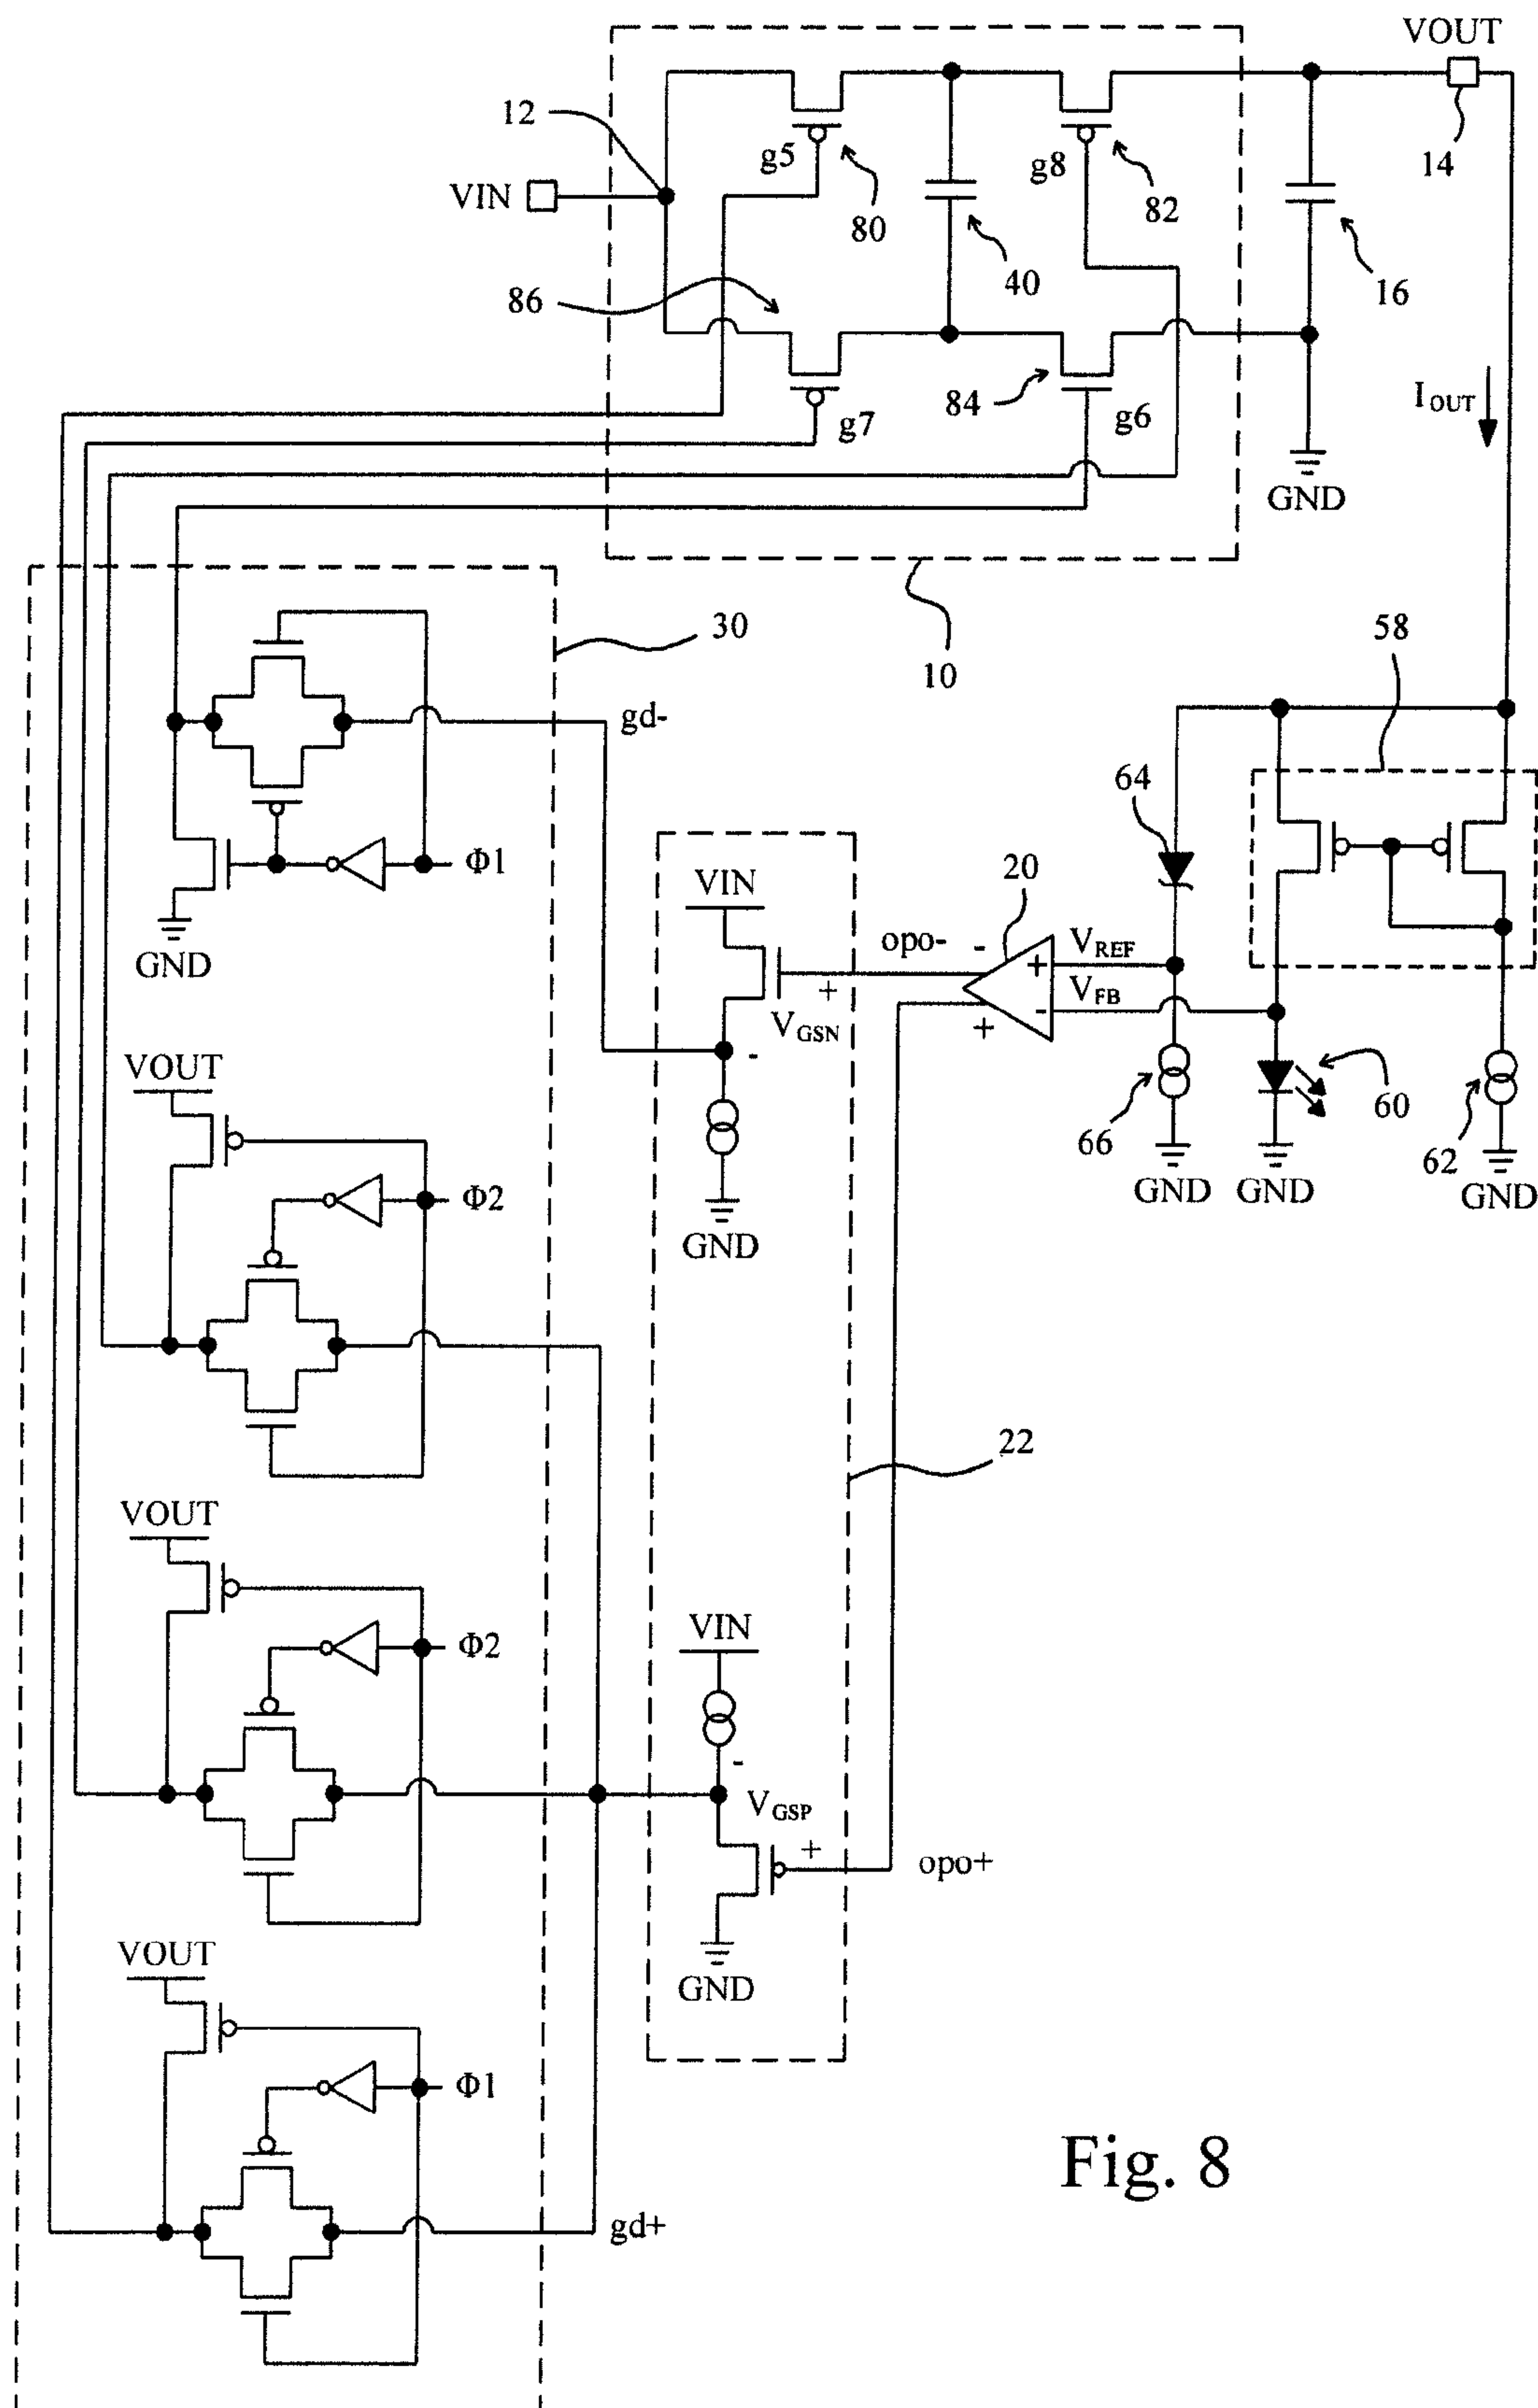 VOUT
12
g5
g8
14
VIN
80
82
40
16
86
84
g7
g6
IOUT
GND
30
10
58
gd-
64
Φ1
VIN
20
opo-
-
+
VREF
GND
+
VGSN
-
VFB
+
-
VOUT
60
66
62
Φ2
GND
GND
GND
GND
22
VOUT
Φ2
VIN
-
VGSP
+
opo+
GND
VOUT
Φ1
Fig. 8
gd+